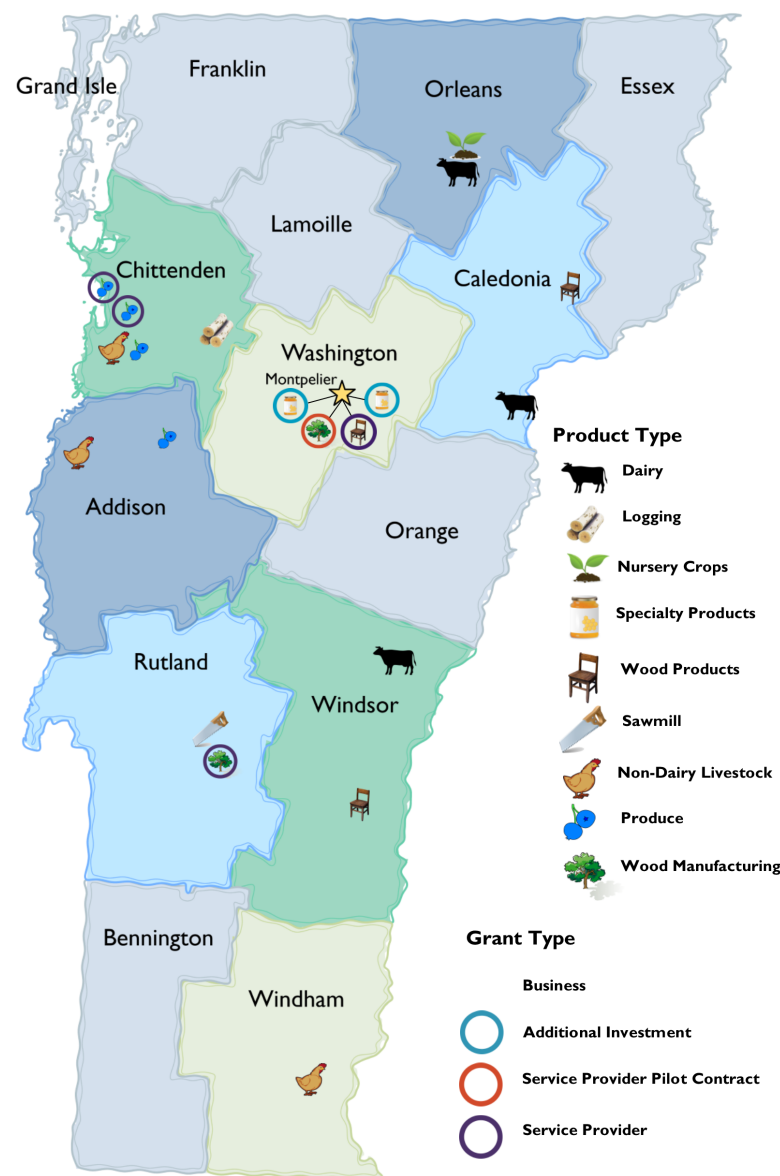 Franklin
Grand Isle
Orleans
Essex
Lamoille
Chittenden
Caledonia
Washington
Montpelier
Product Type
Dairy
Logging
Nursery Crops
Specialty Products
Wood Products
Sawmill
Non-Dairy Livestock
Produce
Wood Manufacturing
Addison
Orange
Rutland
Windsor
Bennington
Windham
Grant Type
Business
Additional Investment
Service Provider Pilot Contract
Service Provider